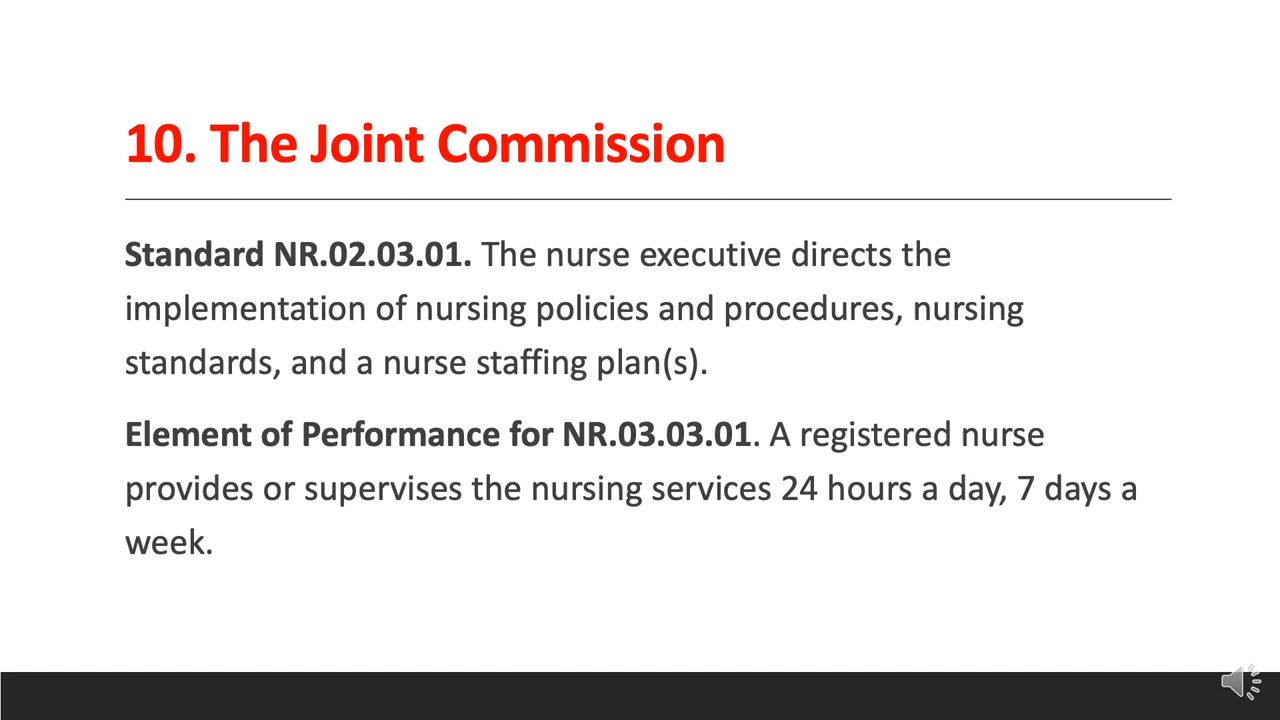 10. The Joint Commission
Standard NR.02.03.01. The nurse executive directs the
implementation of nursing policies and procedures, nursing
standards, and a nurse staffing plan(s).
Element of Performance for NR.03.03.01. A registered nurse
provides or supervises the nursing services 24 hours a day, 7 days a
week.